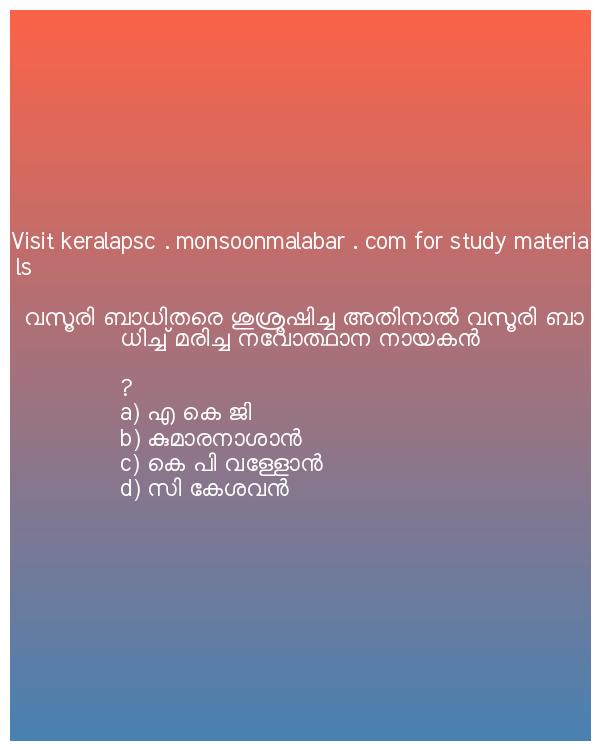 Visit keralapsc . monsoonmalabar . com for study materia
ls
വസൂരി ബാധിതരെ ശുശ്രൂഷിച്ച അതിനാൽ വസൂരി ബാ
ധിച്ച് മരിച്ച നവോത്ഥാന നായകൻ
?
a) എ കെ ജി
b) കുമാരനാശാൻ
c) കെ പി വള്ളോൻ
d) സി കേശവൻ